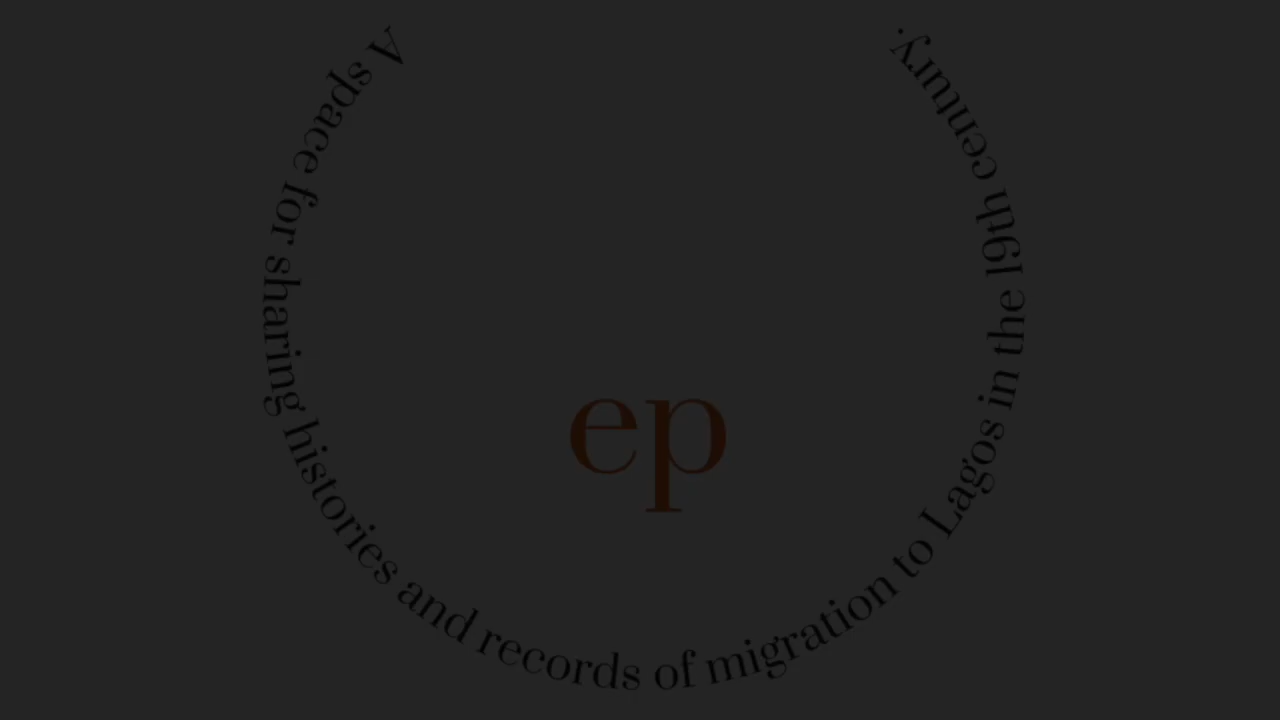 A space for sharing histories and records of migration to Lagos in the 19th century.
ep